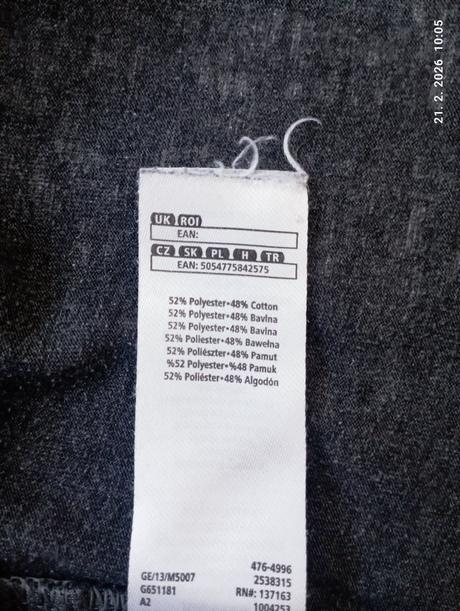 21. 2. 2026 10:05
UK ROI
EAN:
CZ SK PL H TR
EAN: 5054775842575
52% Polyester•48% Cotton
52% Polyester•48% Bavlna
52% Polyester•48% Bavlna
52% Poliester•48% Bawełna
52% Poliészter•48% Pamut
%52 Polyester•%48 Pamuk
52% Poliéster•48% Algodón
476-4996
GE/13/M5007 2538315
G651181 RN#: 137163
A2